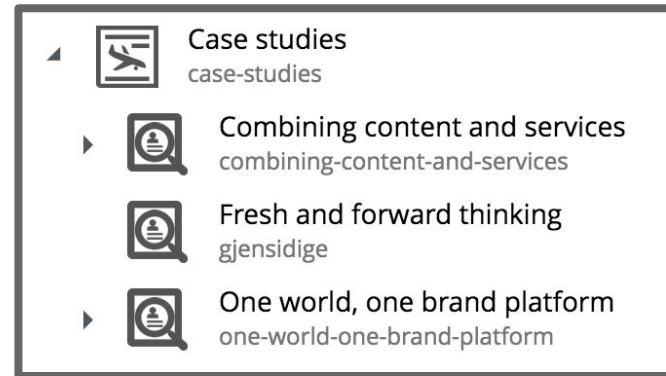 Case studies
case-studies
Combining content and services
combining-content-and-services
Fresh and forward thinking
gjensidige
One world, one brand platform
one-world-one-brand-platform